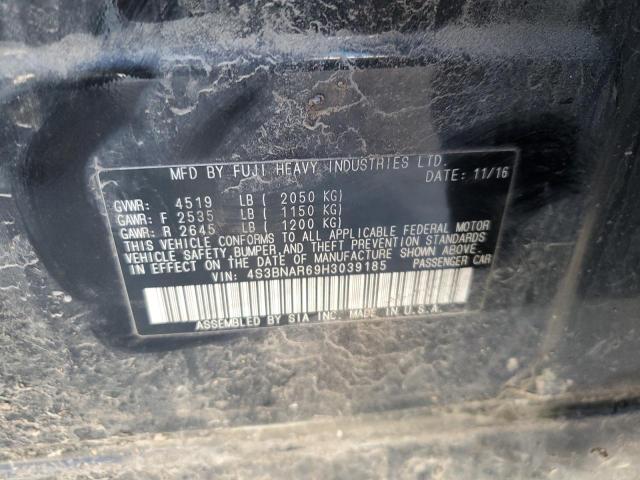 MFD BY FUJI HEAVY INDUSTRIES LTD.
DATE: 11/16
GVWR: 4519 LB ( 2050 KG)
GAWR: F 2535 LB ( 1150 KG)
GAWR: R 2645 LB ( 1200 KG)
THIS VEHICLE CONFORMS TO ALL APPLICABLE FEDERAL MOTOR
VEHICLE SAFETY, BUMPER, AND THEFT PREVENTION STANDARDS
IN EFFECT ON THE DATE OF MANUFACTURE SHOWN ABOVE.
VIN: 4S3BNAR69H3039185 PASSENGER CAR
ASSEMBLED BY SIA INC. MADE IN U.S.A.